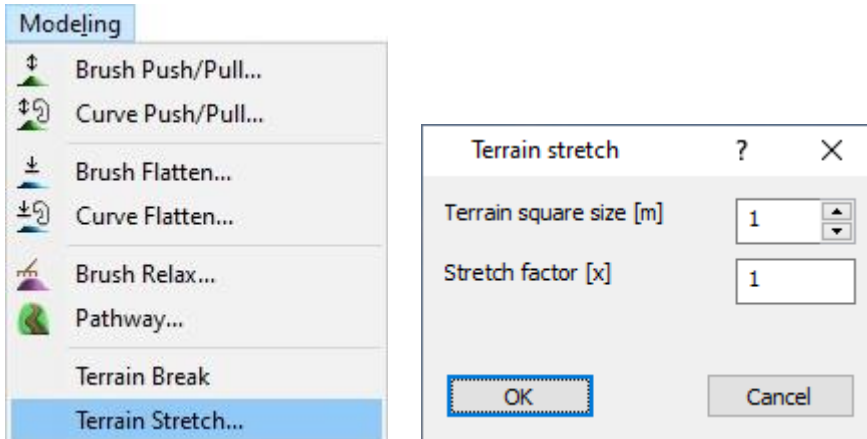 Modeling
Brush Push/Pull...
Curve Push/Pull...
Brush Flatten...
Curve Flatten...
Brush Relax...
Pathway...
Terrain Break
Terrain Stretch...
Terrain stretch ? ×
Terrain square size [m] 1
Stretch factor [x] 1
OK Cancel